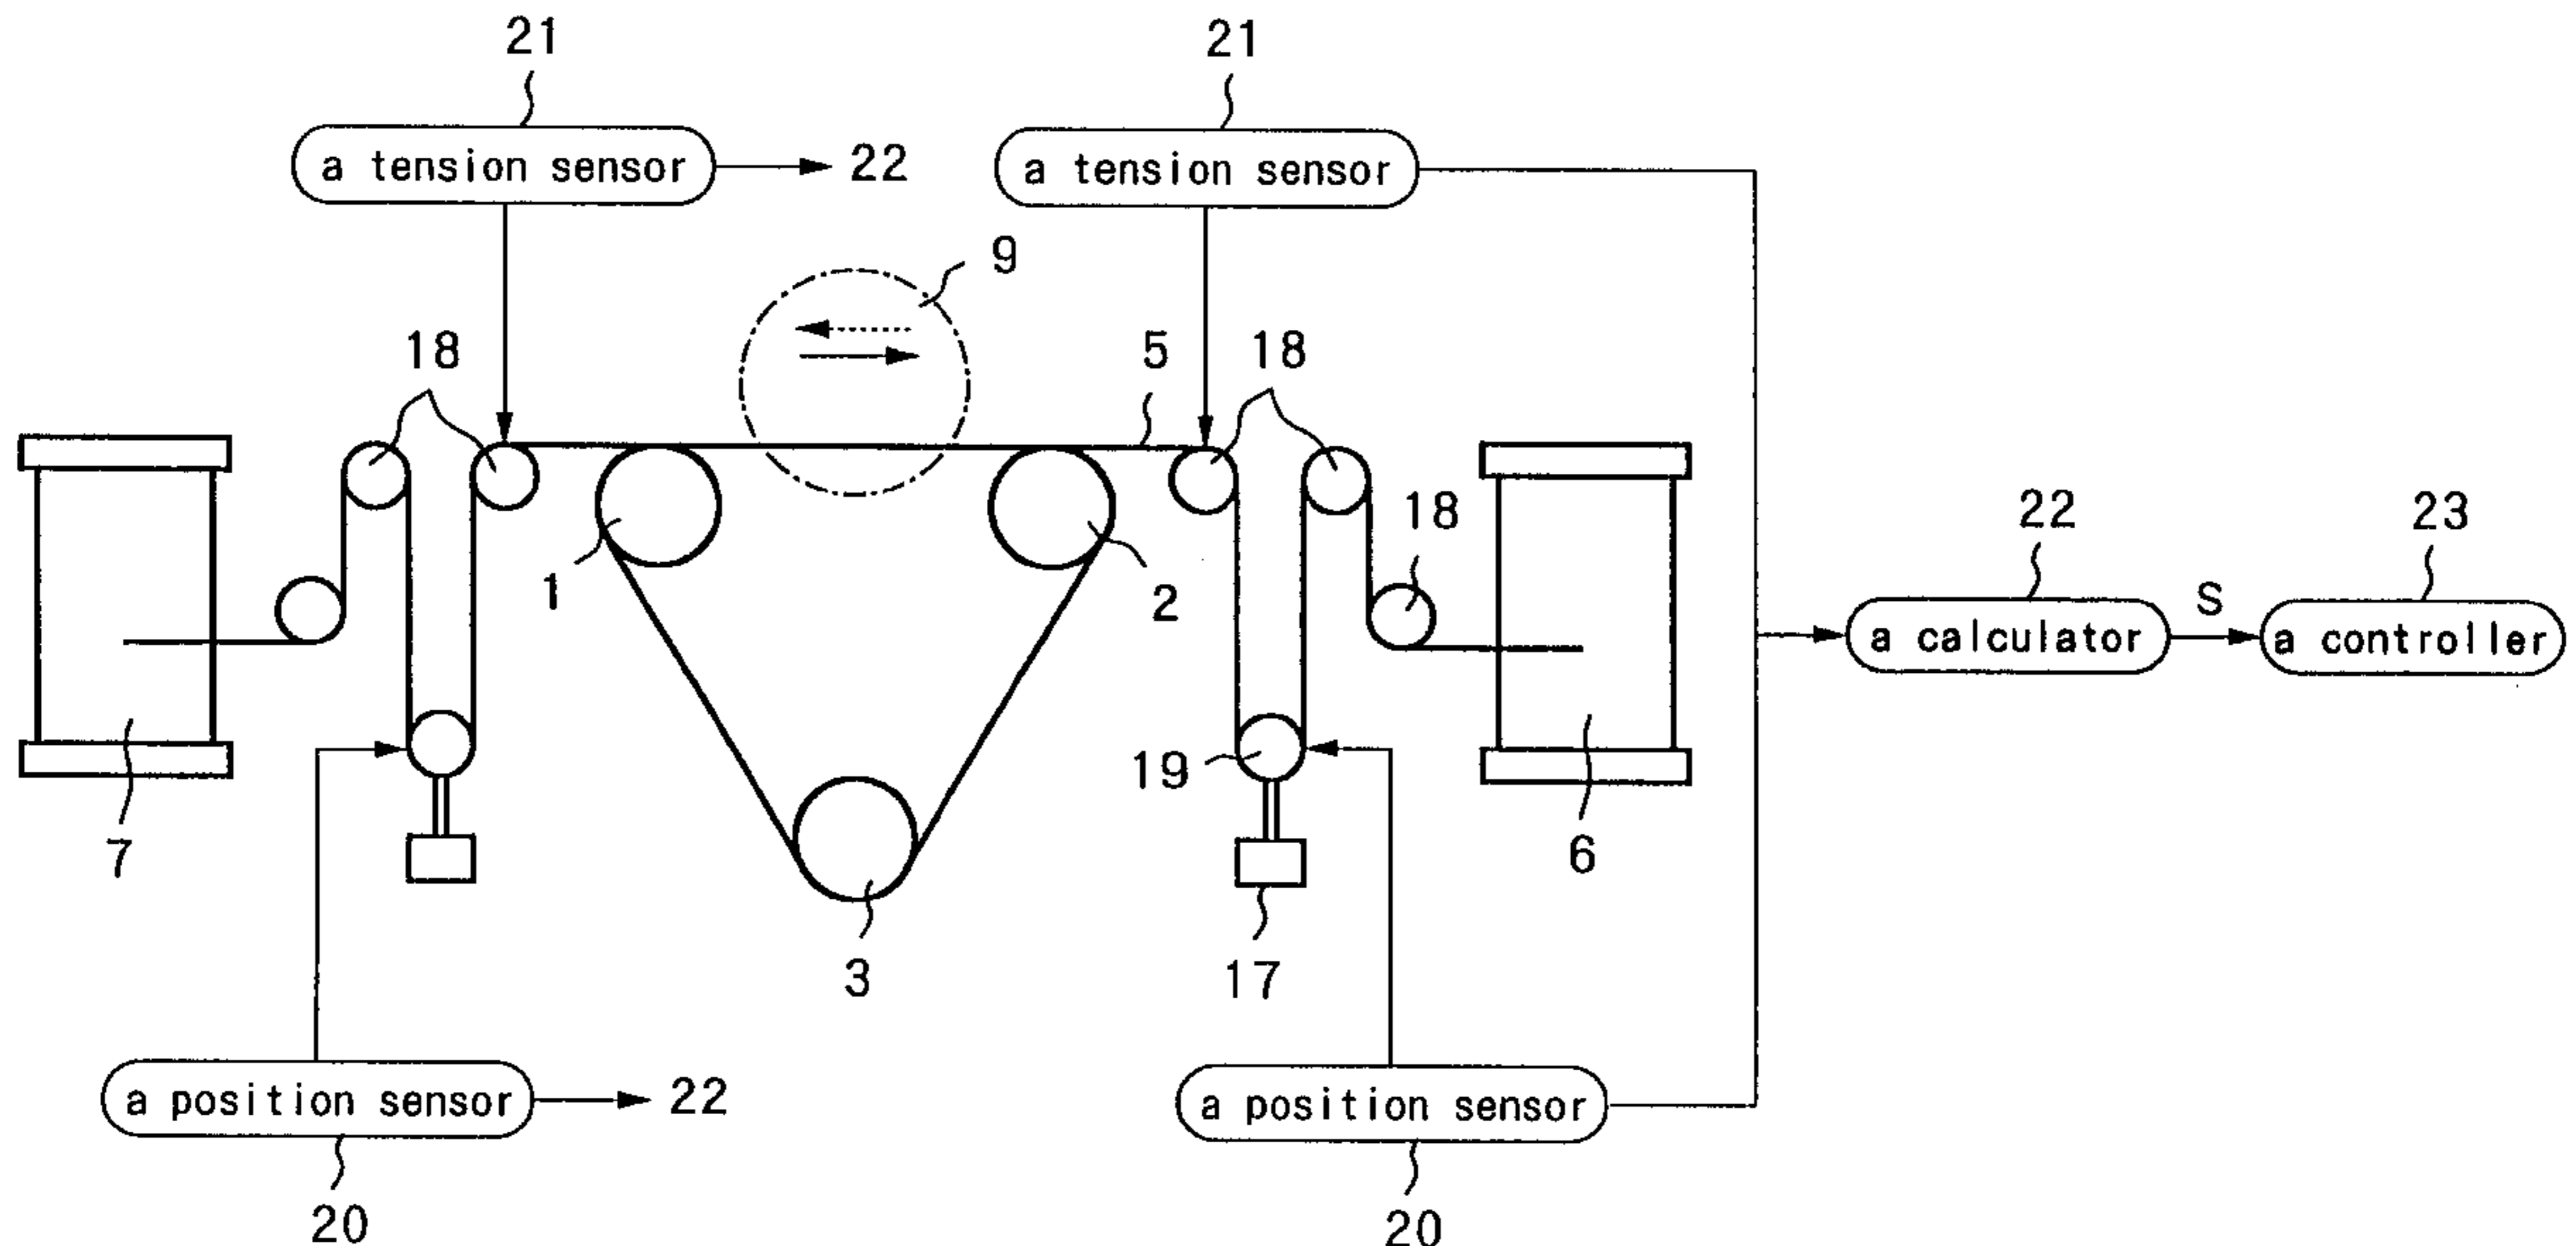 21
21
a tension sensor
22
a tension sensor
9
18
5
18
18
22
23
1
2
a calculator
S
a controller
19
7
6
3
17
a position sensor
22
a position sensor
20
20